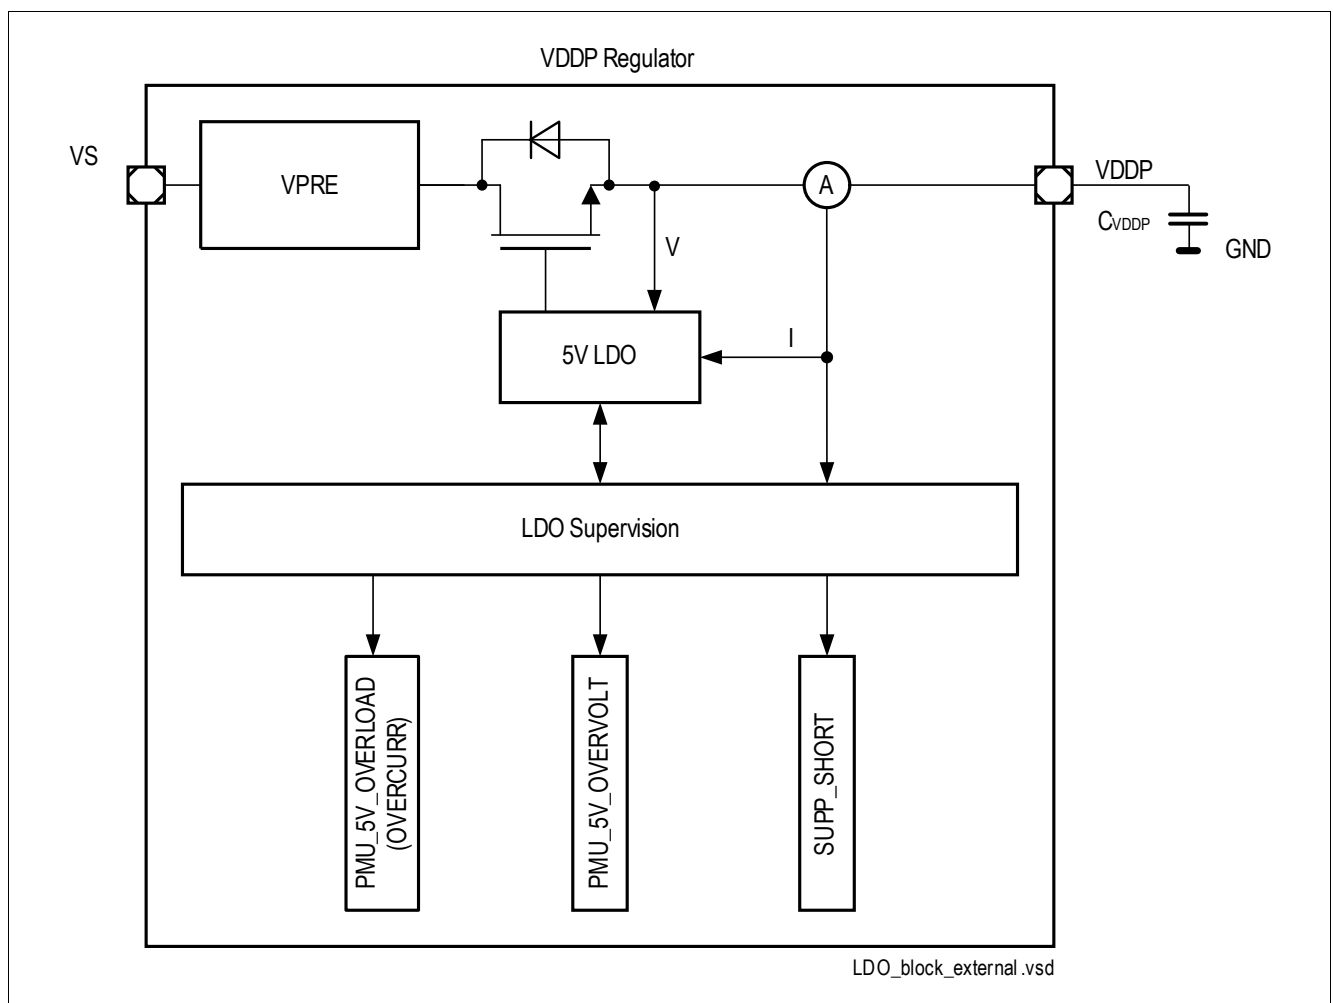 VDDP Regulator
VS
VPRE
A
VDDP
CVDDP
GND
V
5V LDO
I
LDO Supervision
PMU_5V_OVERLOAD
(OVERCURR)
PMU_5V_OVERVOLT
SUPP_SHORT
LDO_block_external.vsd